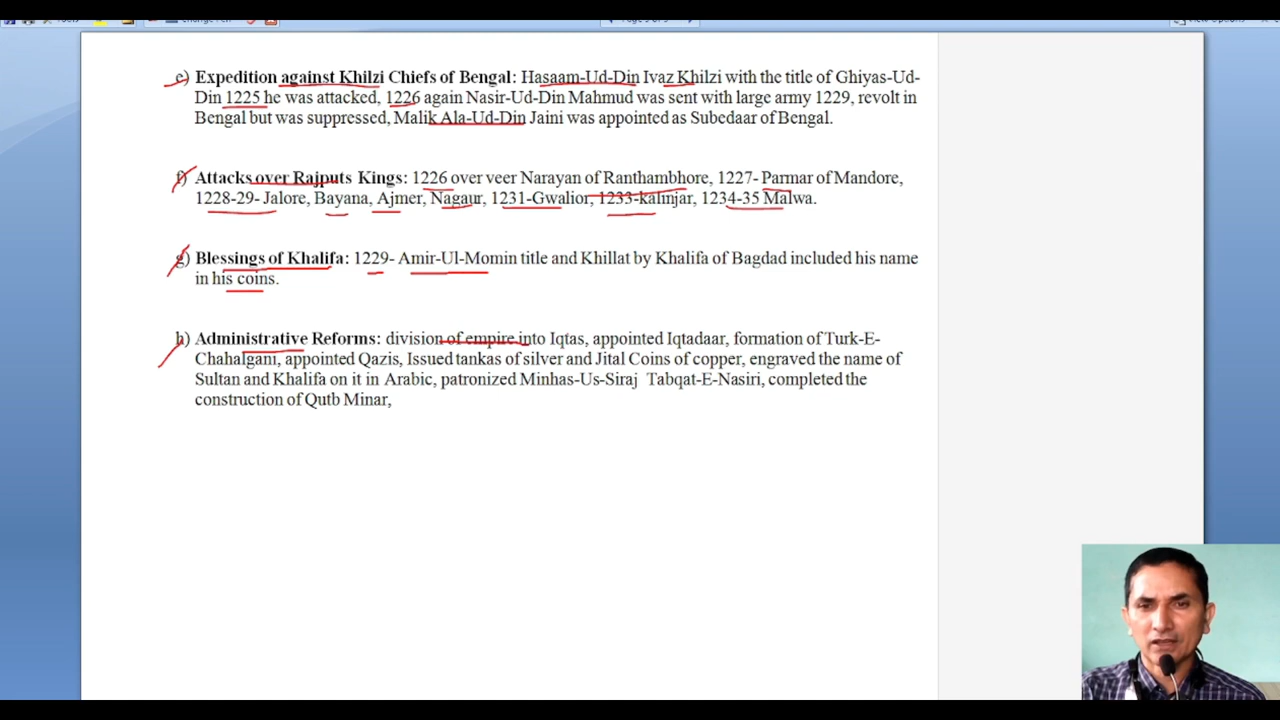 e) Expedition against Khilzi Chiefs of Bengal: Hasaam-Ud-Din Ivaz Khilzi with the title of Ghiyas-Ud-
Din 1225 he was attacked, 1226 again Nasir-Ud-Din Mahmud was sent with large army 1229, revolt in
Bengal but was suppressed, Malik Ala-Ud-Din Jaini was appointed as Subedaar of Bengal.
f) Attacks over Rajputs Kings: 1226 over veer Narayan of Ranthambhore, 1227- Parmar of Mandore,
1228-29- Jalore, Bayana, Ajmer, Nagaur, 1231-Gwalior, 1233-kalinjar, 1234-35 Malwa.
g) Blessings of Khalifa: 1229- Amir-Ul-Momin title and Khillat by Khalifa of Bagdad included his name
in his coins.
h) Administrative Reforms: division of empire into Iqtas, appointed Iqtadaar, formation of Turk-E-
Chahalgani, appointed Qazis, Issued tankas of silver and Jital Coins of copper, engraved the name of
Sultan and Khalifa on it in Arabic, patronized Minhas-Us-Siraj Tabqat-E-Nasiri, completed the
construction of Qutb Minar,